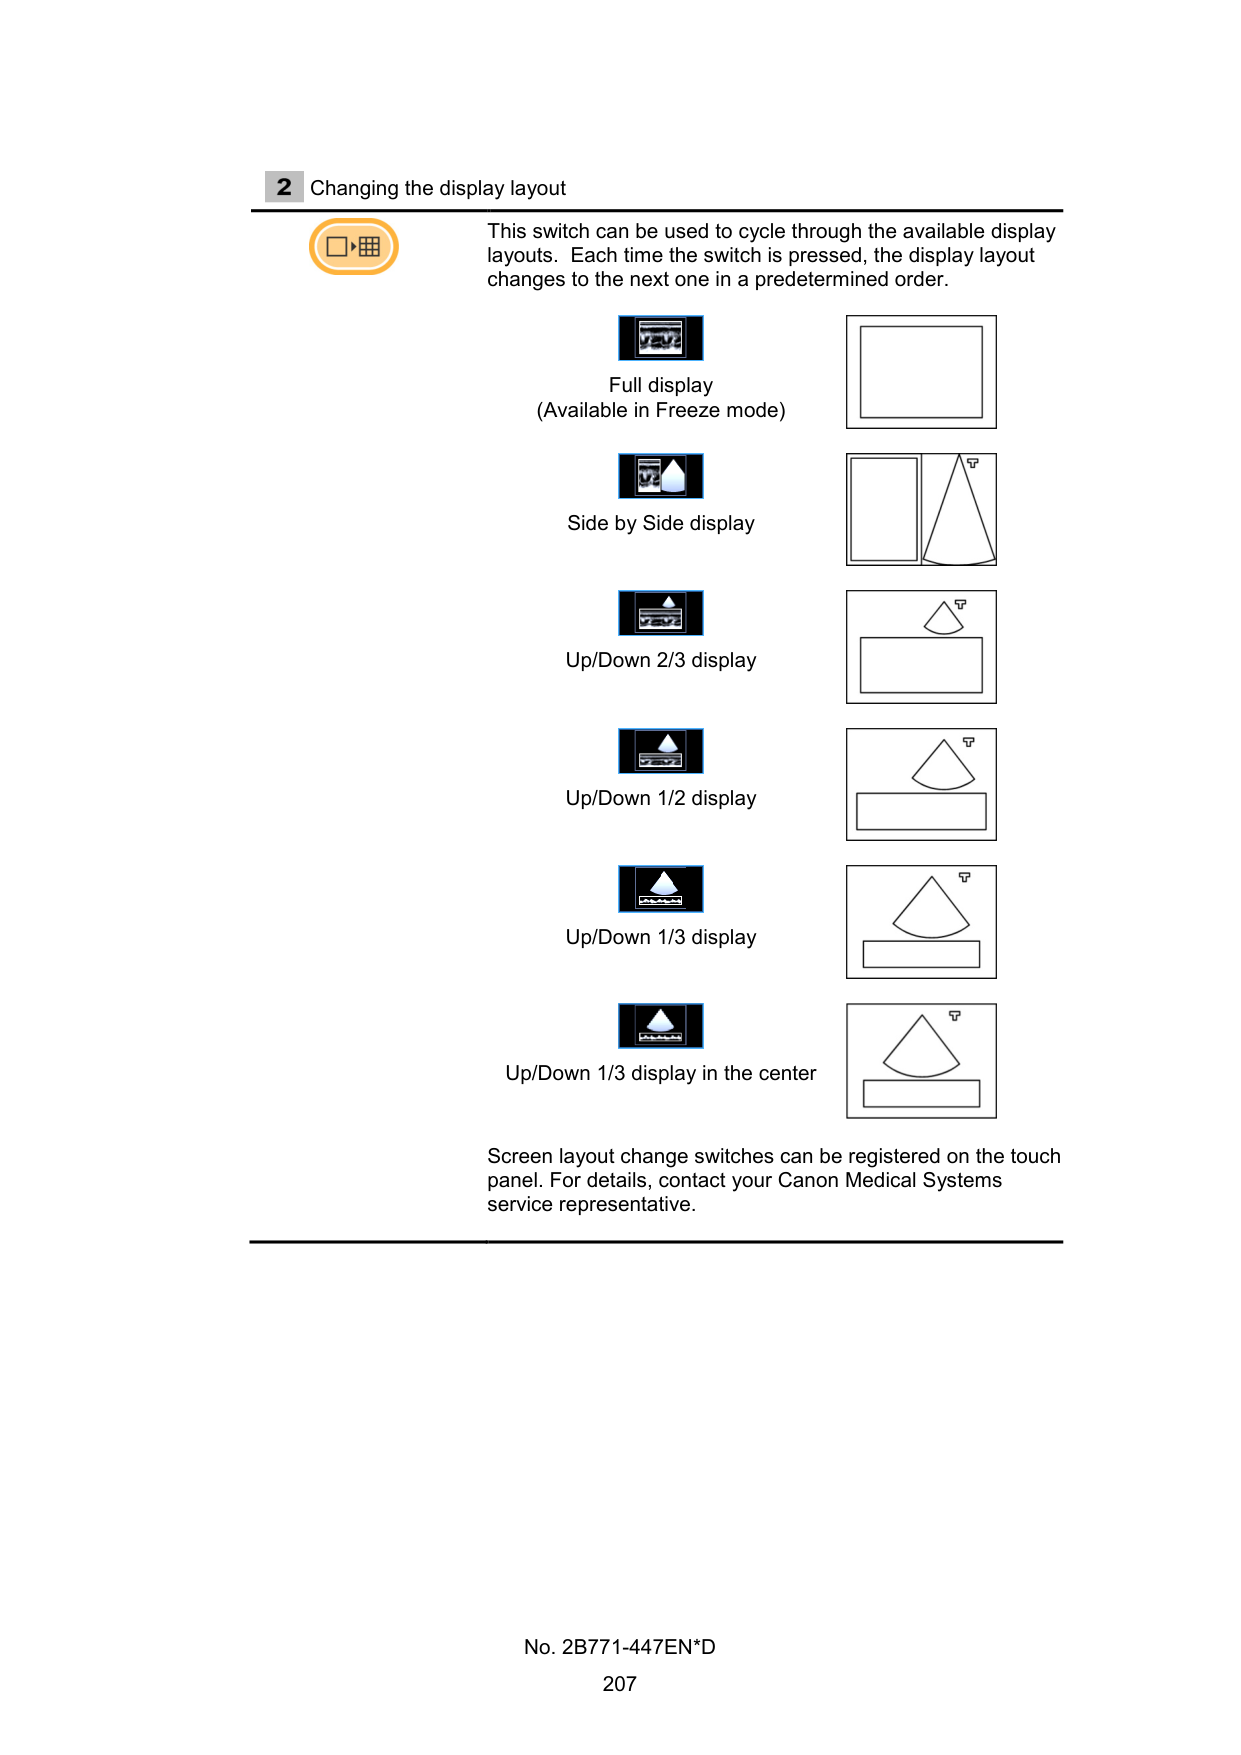 2 Changing the display layout
This switch can be used to cycle through the available display
layouts.  Each time the switch is pressed, the display layout
changes to the next one in a predetermined order.
Full display
(Available in Freeze mode)
Side by Side display
Up/Down 2/3 display
Up/Down 1/2 display
Up/Down 1/3 display
Up/Down 1/3 display in the center
Screen layout change switches can be registered on the touch
panel. For details, contact your Canon Medical Systems
service representative.
No. 2B771-447EN*D
207